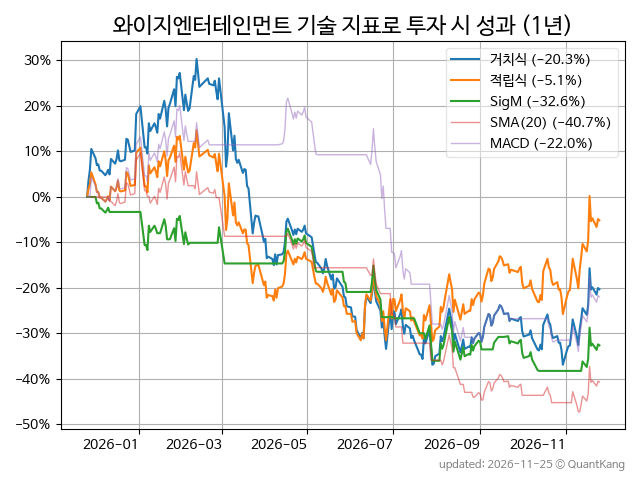 와이지엔터테인먼트 기술 지표로 투자 시 성과 (1년)
거치식 (−20.3%)
적립식 (−5.1%)
SigM (−32.6%)
SMA(20) (−40.7%)
MACD (−22.0%)
30%
20%
10%
0%
−10%
−20%
−30%
−40%
−50%
2026-01 2026-03 2026-05 2026-07 2026-09 2026-11
updated: 2026-11-25 © QuantKang